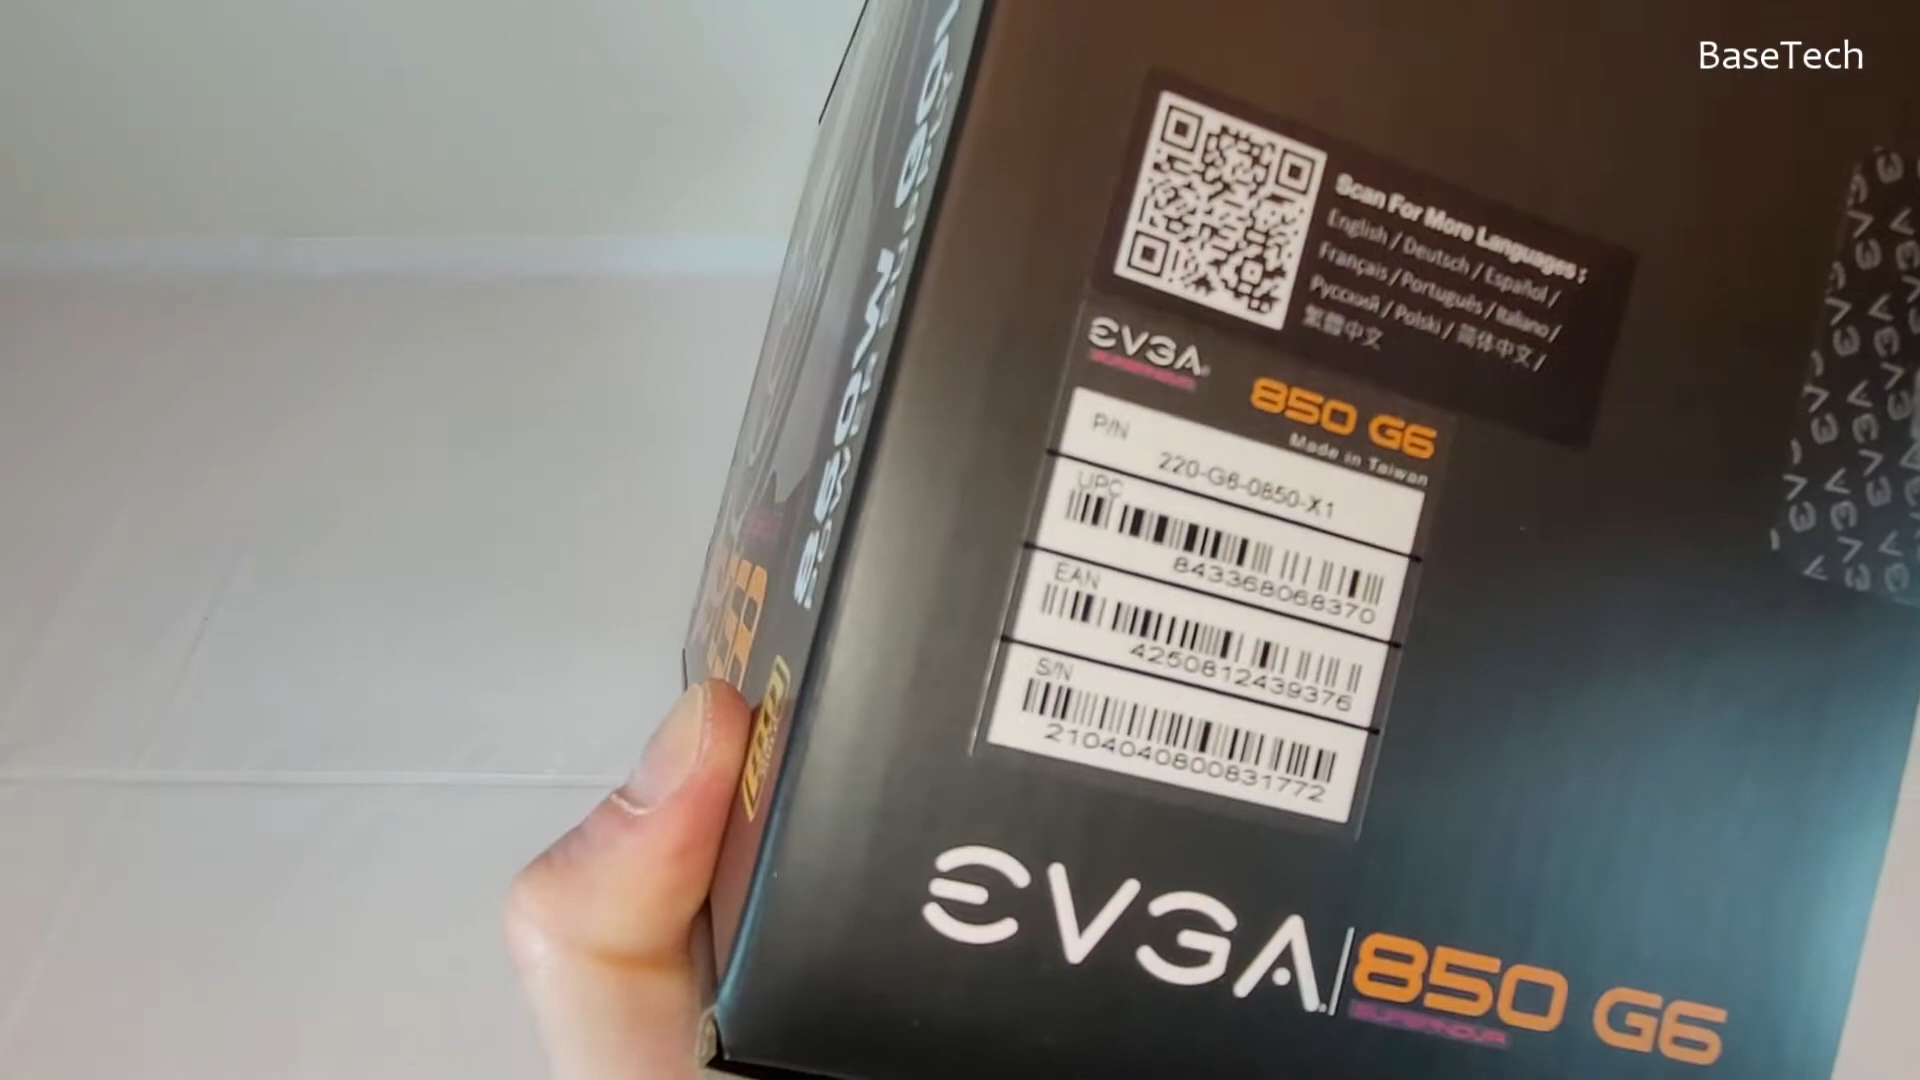 BaseTech
Scan For More Languages :
English / Deutsch / Español /
Français / Português / Italiano /
Русский / Polski / 简体中文 /
繁體中文
EVGA
SUPERNOVA
850 G6
Made in Taiwan
P/N
220-G6-0850-X1
UPC
843368068370
EAN
4250812439376
S/N
2104040800831772
EVGA
850 G6
SUPERNOVA